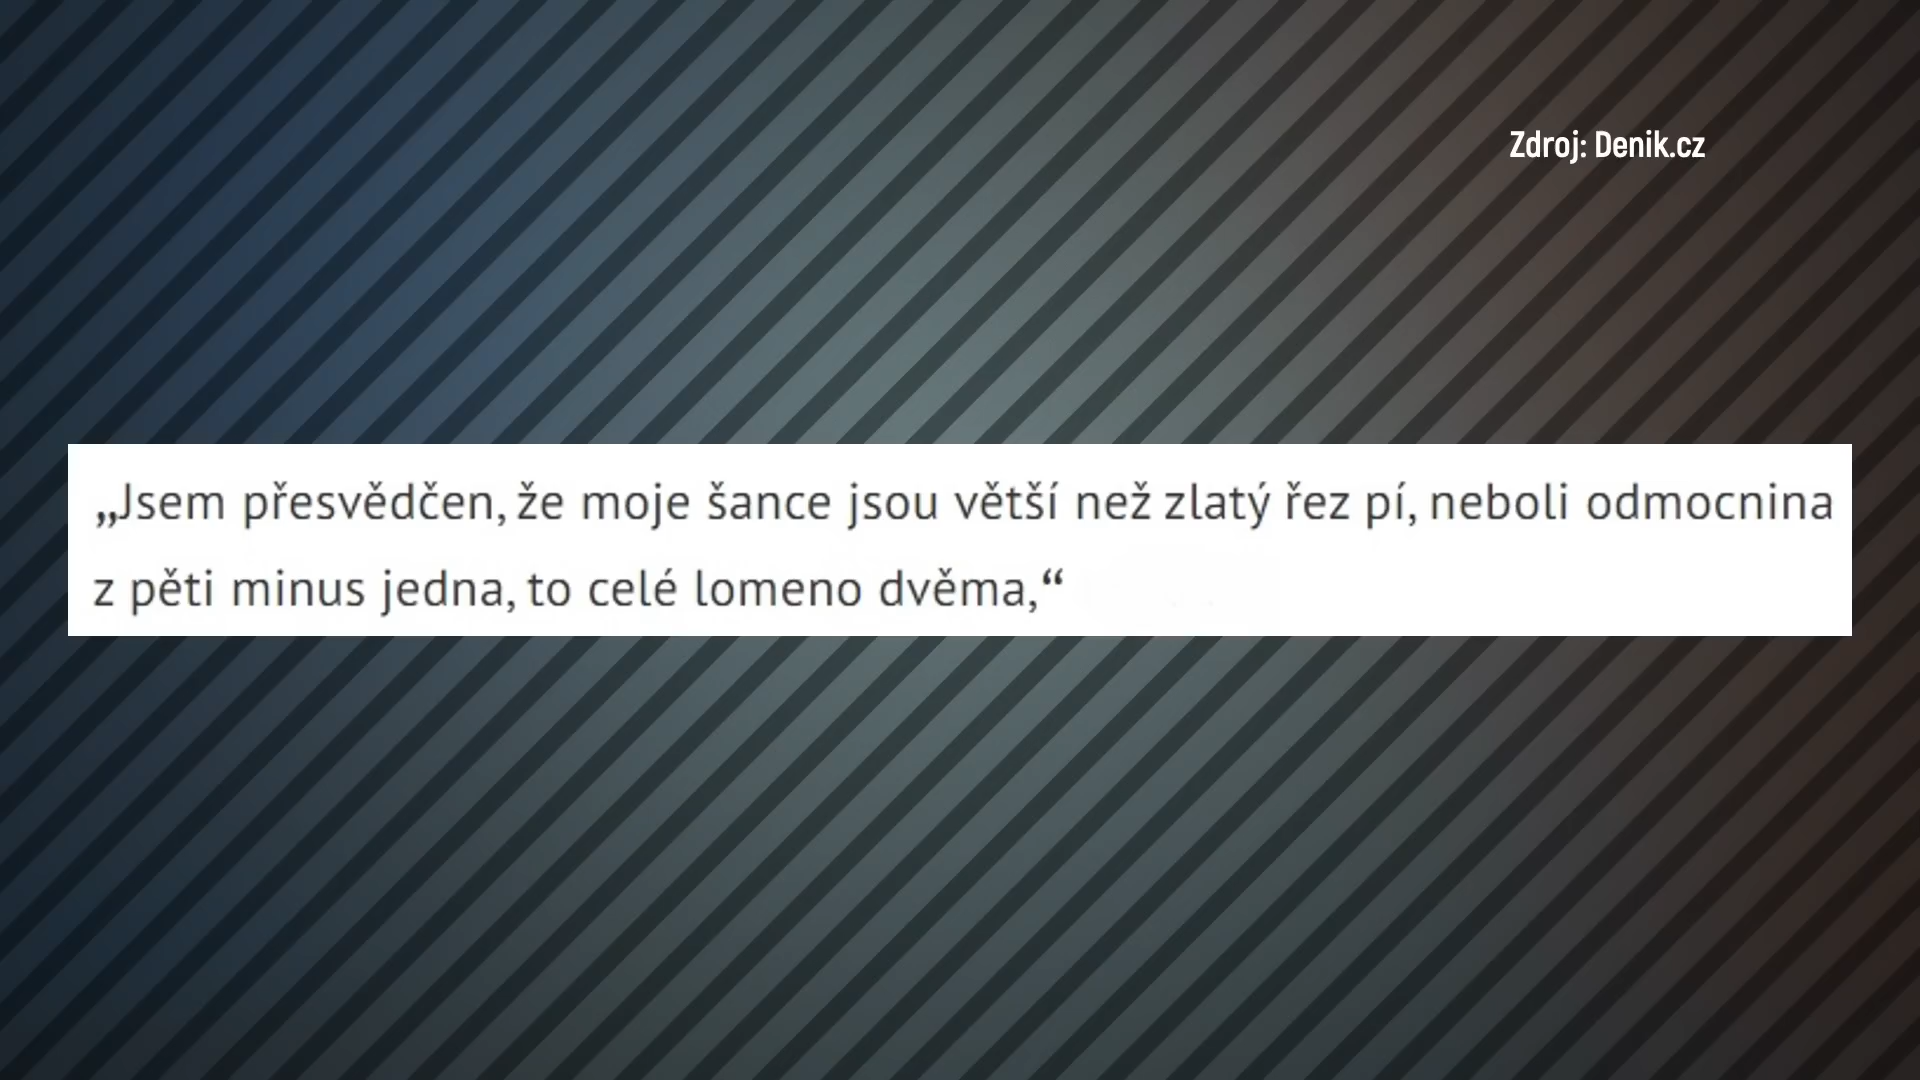 Zdroj: Denik.cz
„Jsem přesvědčen, že moje šance jsou větší než zlatý řez pí, neboli odmocnina
z pěti minus jedna, to celé lomeno dvěma,“